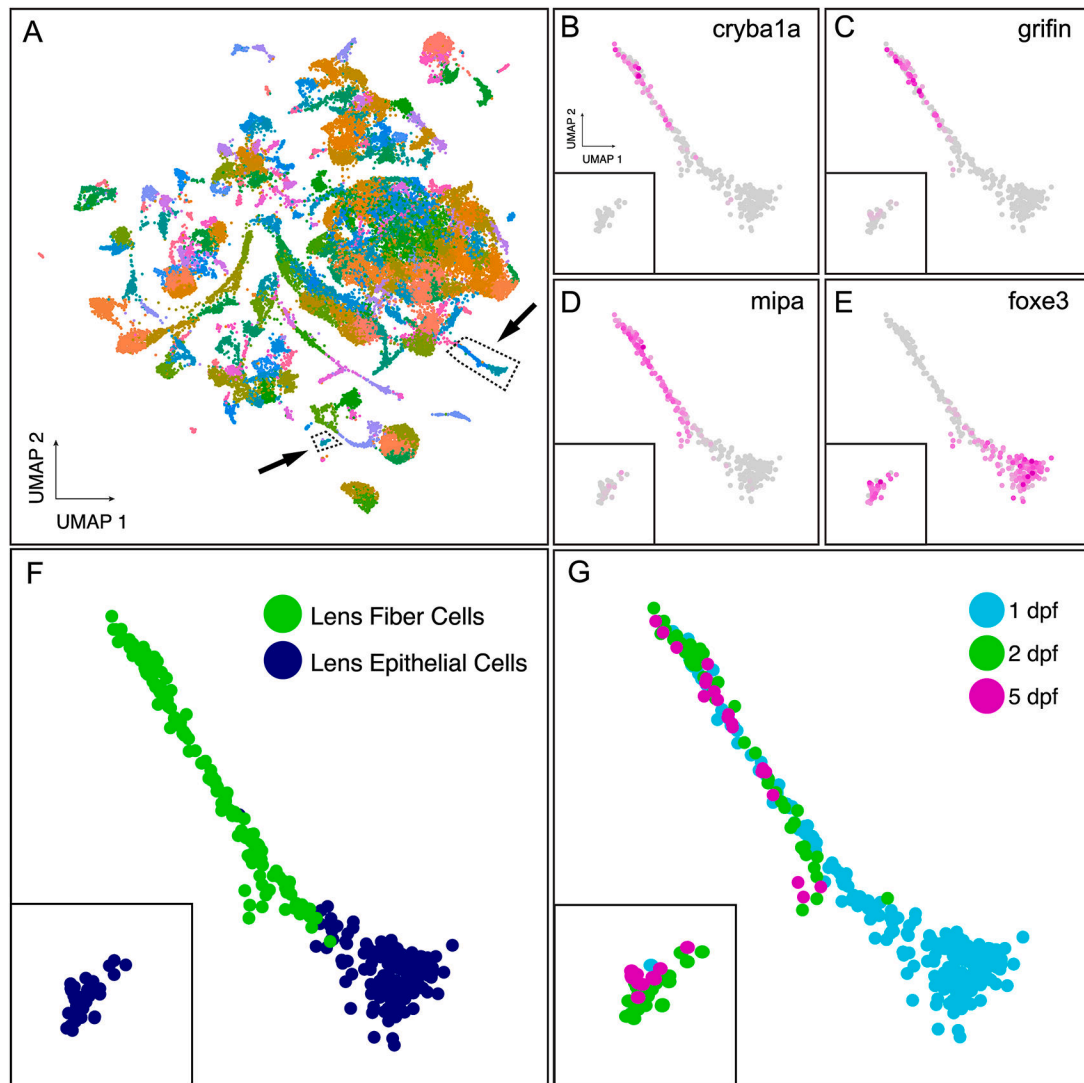 A
UMAP 2
UMAP 1
B
cryba1a
UMAP 2
UMAP 1
C
grifin
D
mipa
E
foxe3
F
Lens Fiber Cells
Lens Epithelial Cells
G
1 dpf
2 dpf
5 dpf